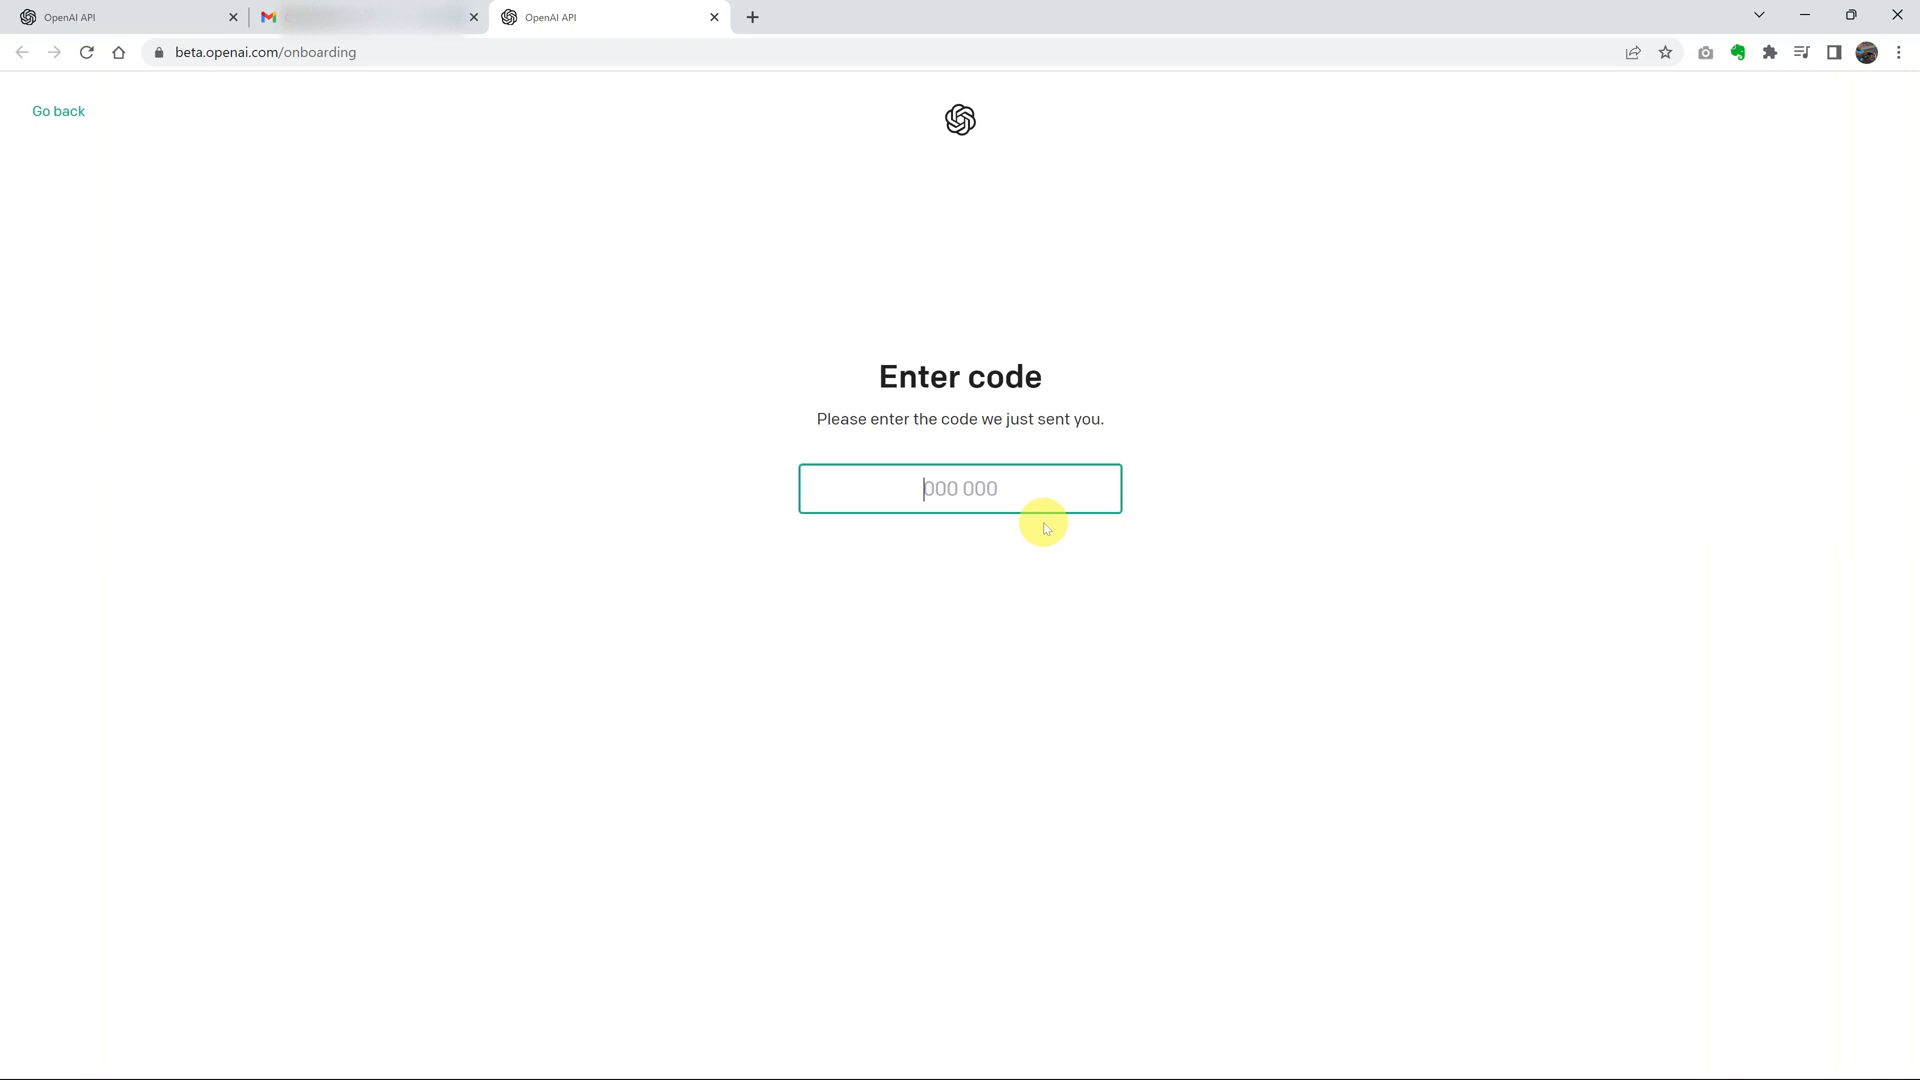 OpenAI API
OpenAI API
beta.openai.com/onboarding
Go back
Enter code
Please enter the code we just sent you.
000 000